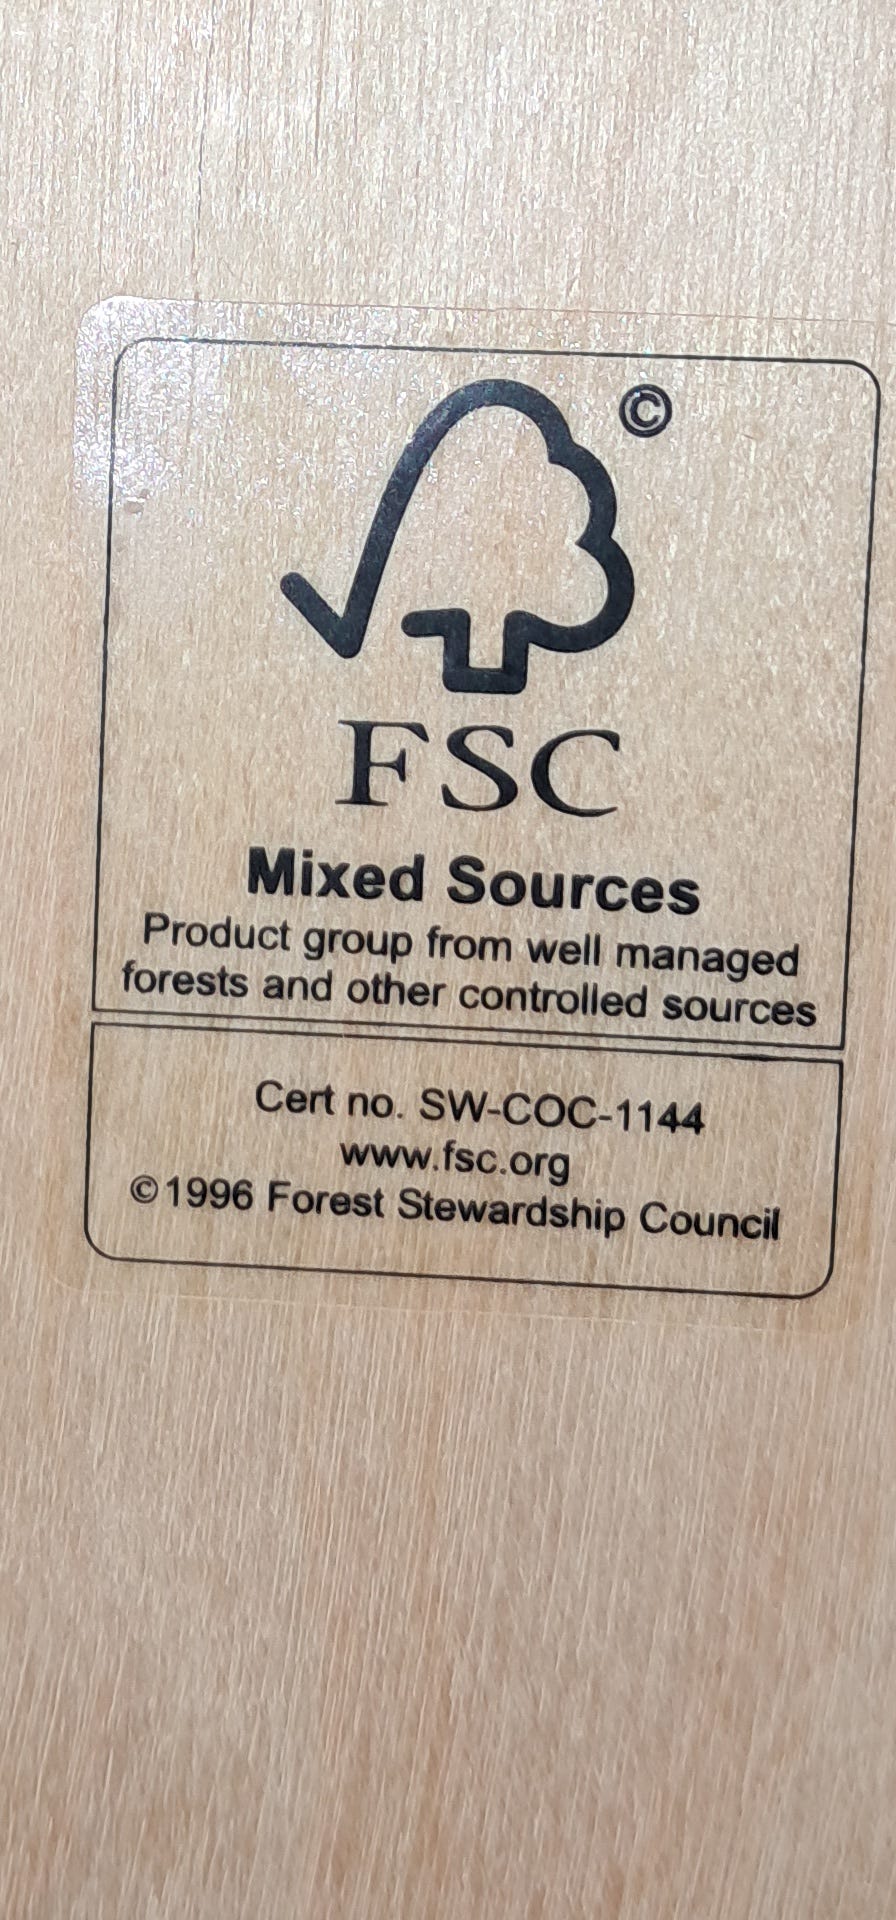 ©
FSC
Mixed Sources
Product group from well managed
forests and other controlled sources
Cert no. SW-COC-1144
www.fsc.org
©1996 Forest Stewardship Council